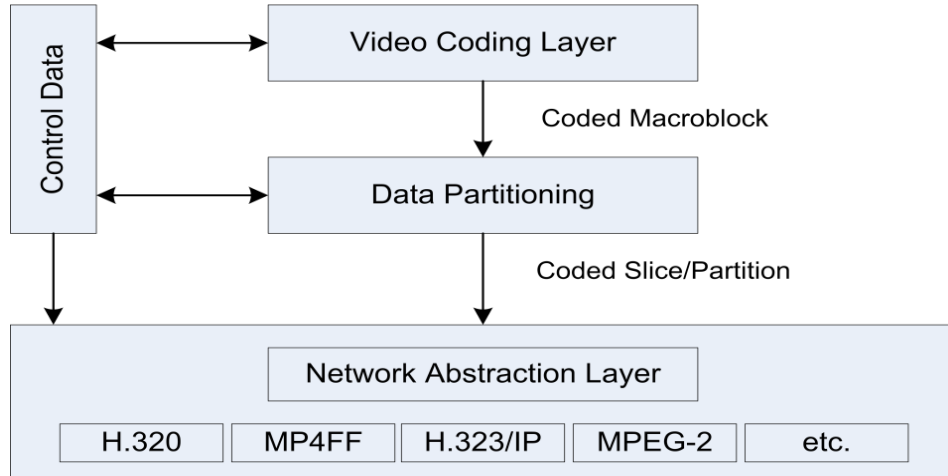 Control Data
Video Coding Layer
Coded Macroblock
Data Partitioning
Coded Slice/Partition
Network Abstraction Layer
H.320
MP4FF
H.323/IP
MPEG-2
etc.